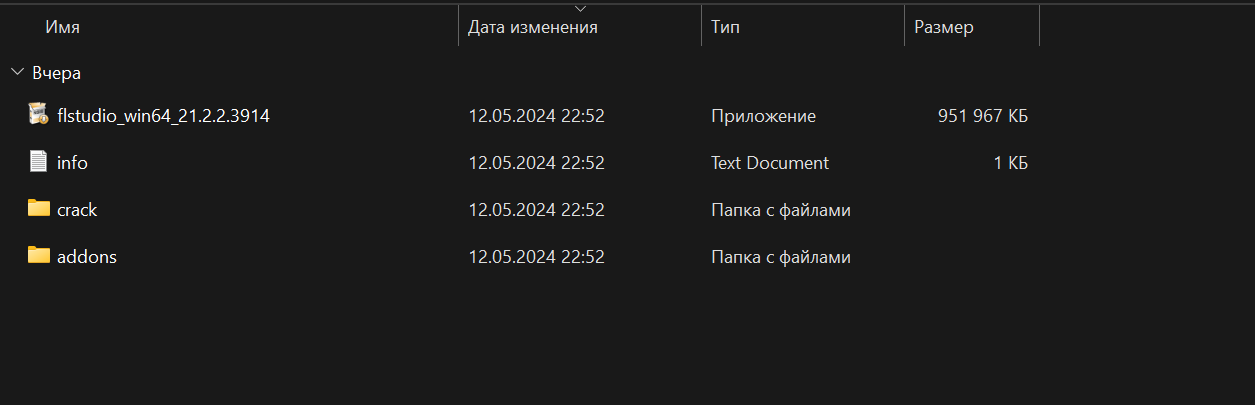 Имя Дата изменения Тип Размер
Вчера
flstudio_win64_21.2.2.3914 12.05.2024 22:52 Приложение 951 967 КБ
info 12.05.2024 22:52 Text Document 1 КБ
crack 12.05.2024 22:52 Папка с файлами
addons 12.05.2024 22:52 Папка с файлами